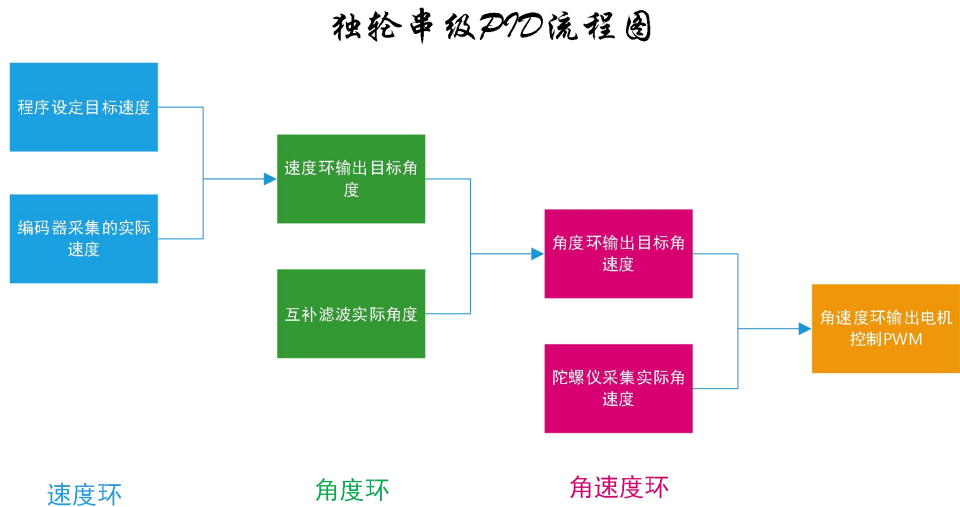 独轮串级PID流程图
程序设定目标速度
编码器采集的实际
速度
速度环输出目标角
度
互补滤波实际角度
角度环输出目标角
速度
陀螺仪采集实际角
速度
角速度环输出电机
控制PWM
速度环
角度环
角速度环